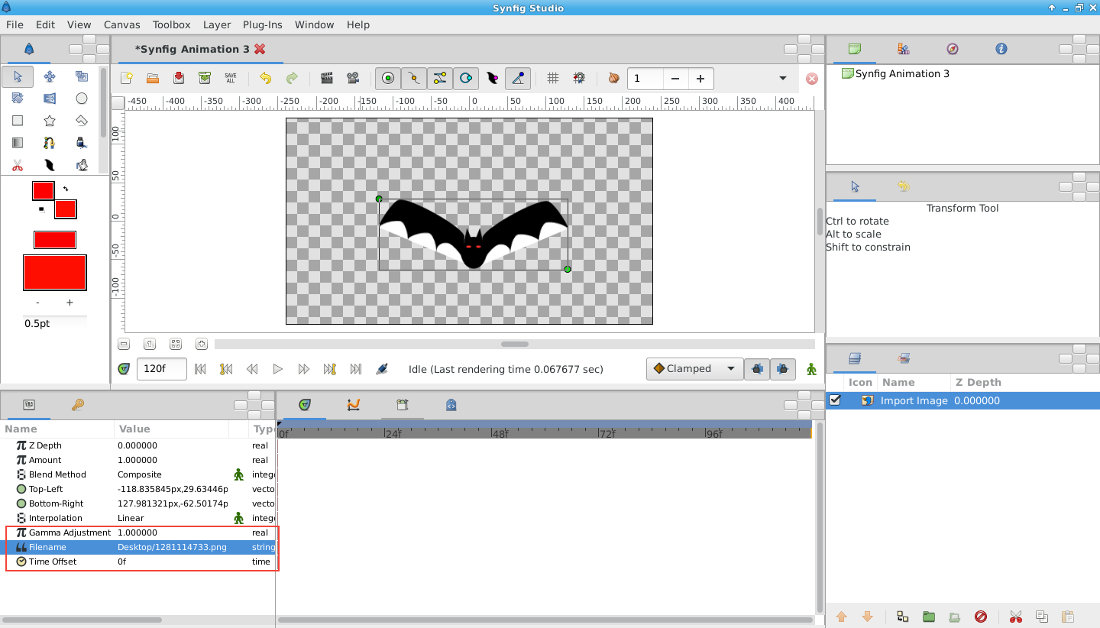 Synfig Studio
File Edit View Canvas Toolbox Layer Plug-Ins Window Help
*Synfig Animation 3
SAVE ALL
1
-450 -400 -350 -300 -250 -200 -150 -100 -50 0 50 100 150 200 250 300 350 400
100
50
0
-50
-100
- +
0.5pt
120f
Idle (Last rendering time 0.067677 sec)
Clamped
Synfig Animation 3
Transform Tool
Ctrl to rotate
Alt to scale
Shift to constrain
Icon Name Z Depth
Import Image 0.000000
Name Value Type
Z Depth 0.000000 real
Amount 1.000000 real
Blend Method Composite integ
Top-Left -118.835845px,29.63446p vecto
Bottom-Right 127.981321px,-62.50174p vecto
Interpolation Linear integ
Gamma Adjustment 1.000000 real
Filename Desktop/1281114733.png string
Time Offset 0f time
0f 24f 48f 72f 96f